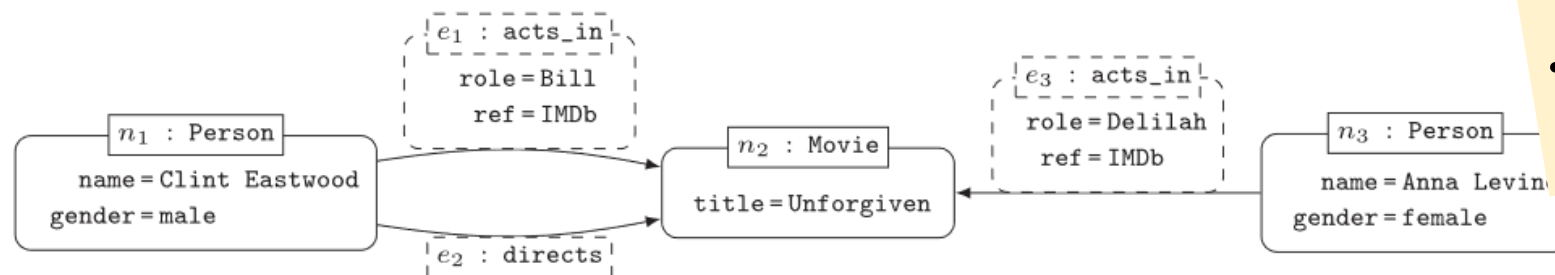 e₁ : acts_in
role = Bill
ref = IMDb
e₃ : acts_in
role = Delilah
ref = IMDb
n₁ : Person
name = Clint Eastwood
gender = male
n₂ : Movie
title = Unforgiven
n₃ : Person
name = Anna
gender = female
e₂ : directs